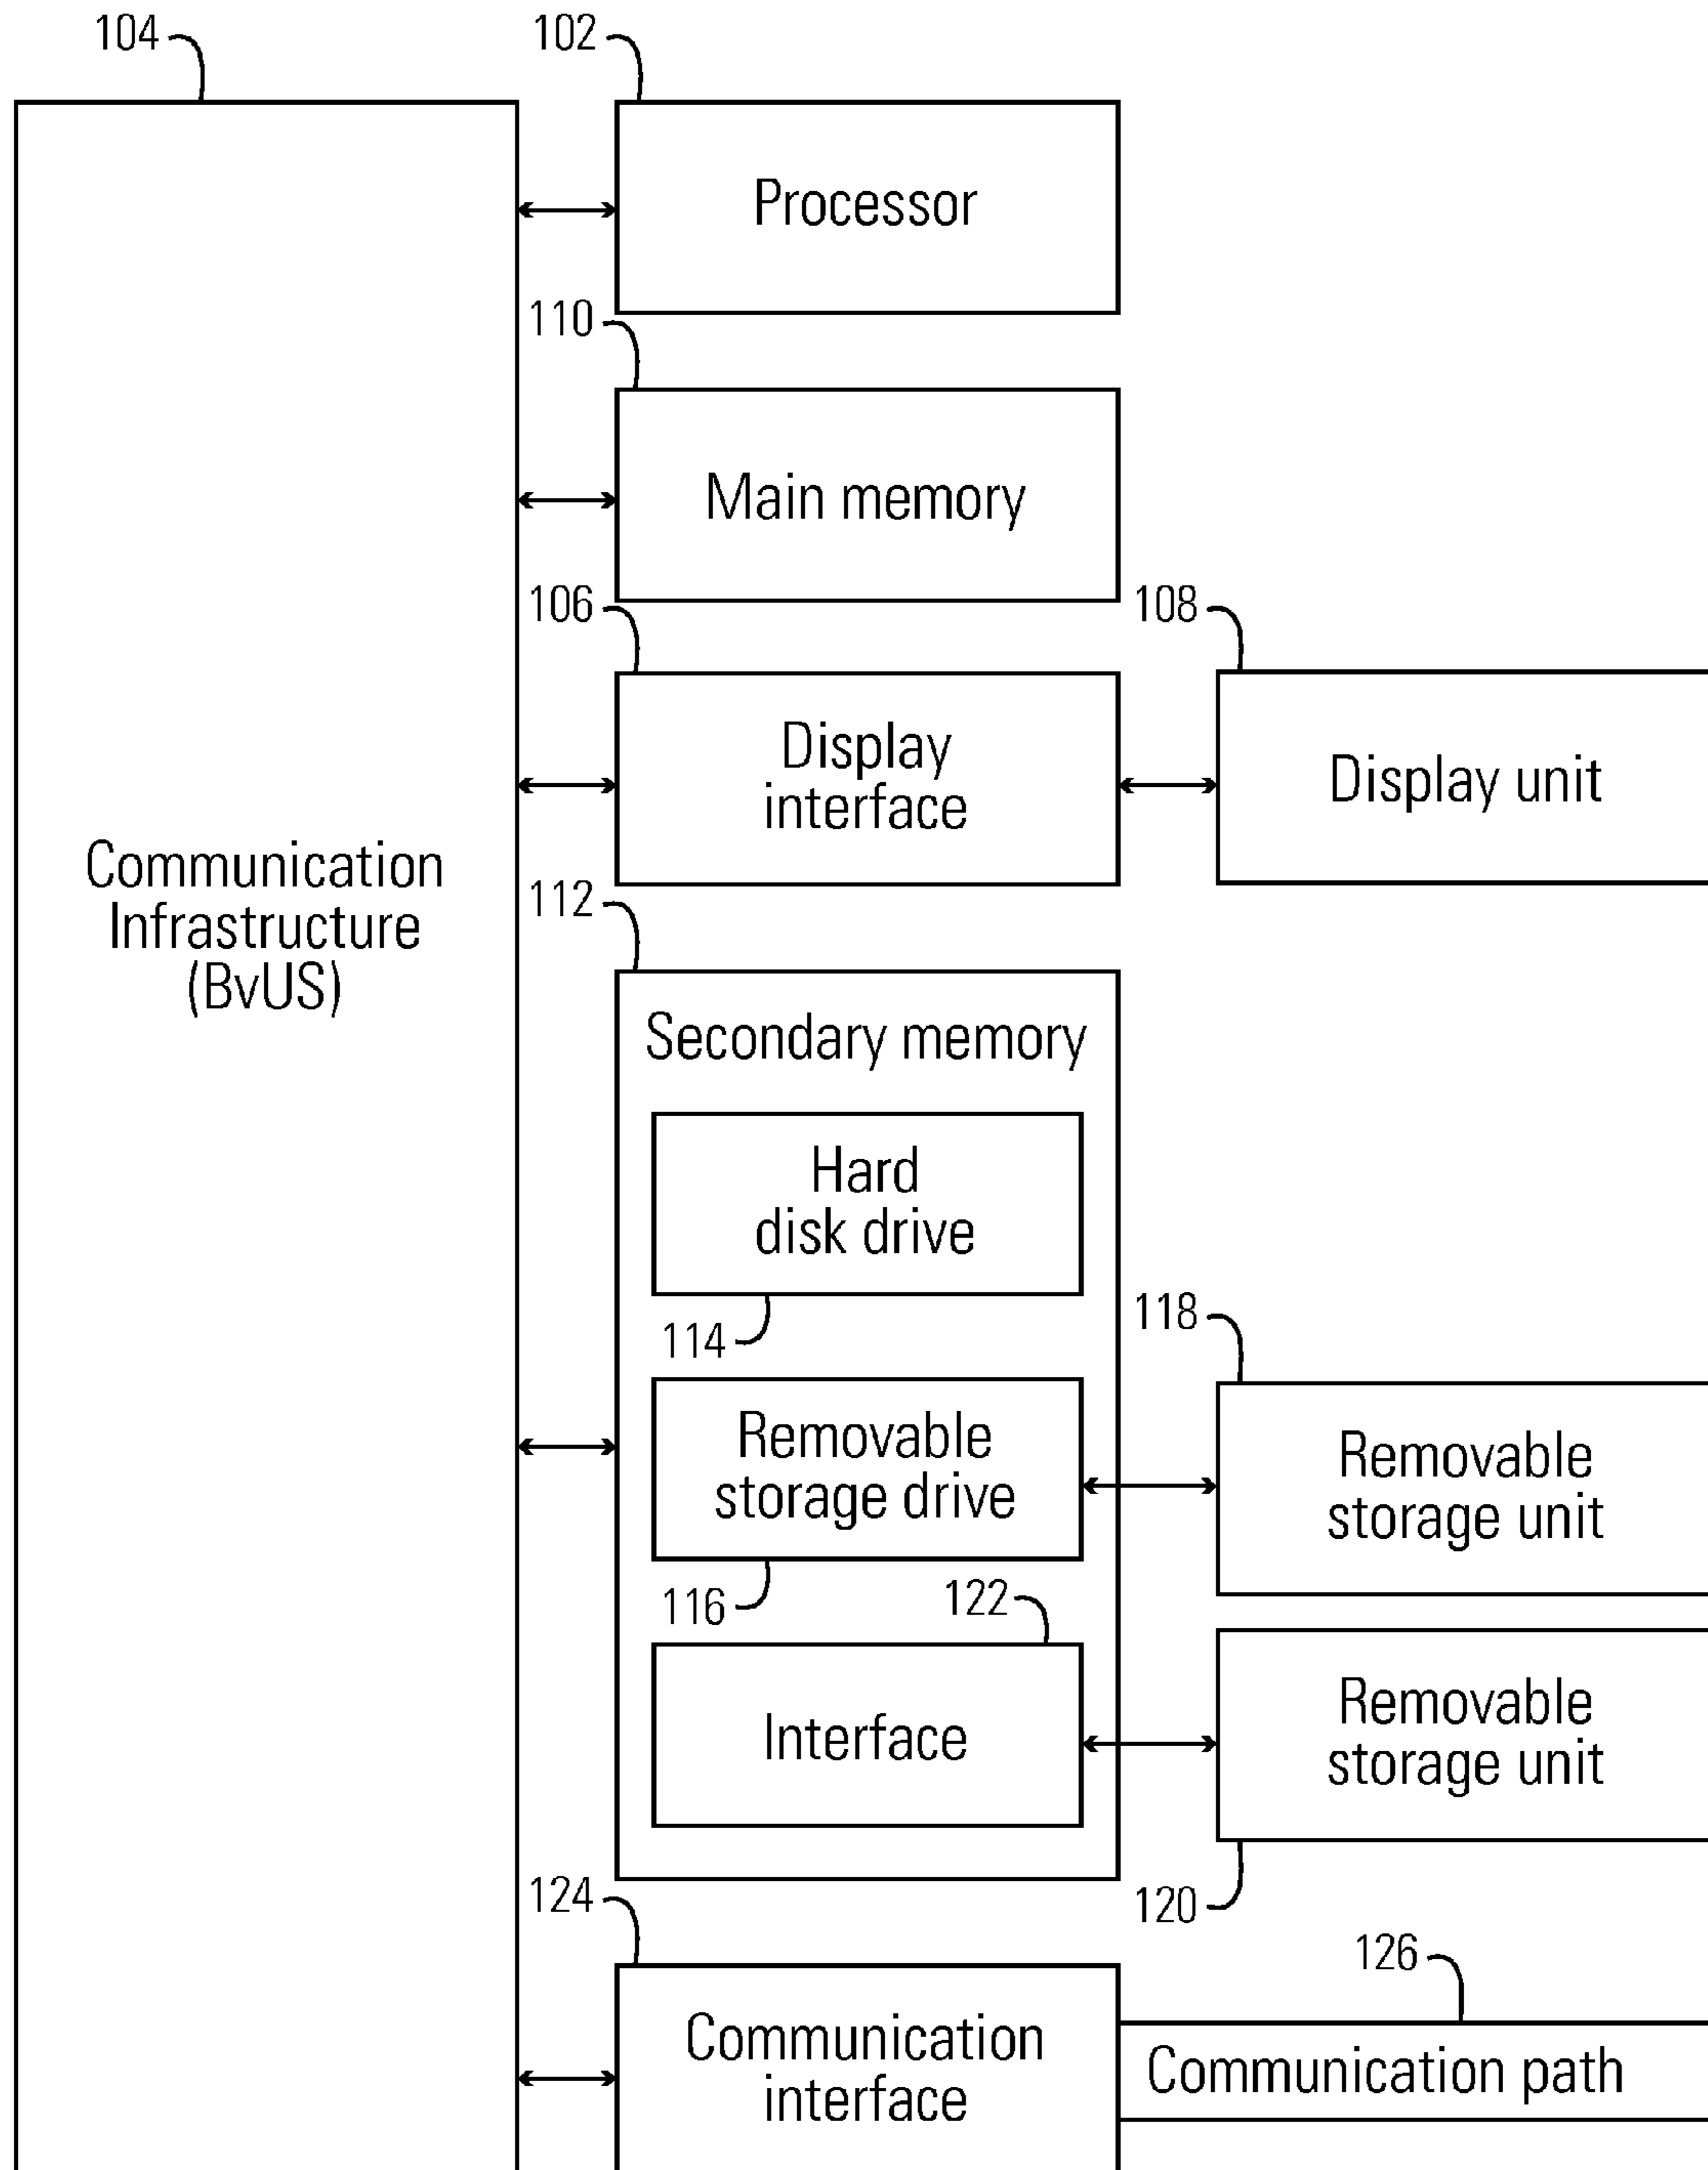 104
102
Processor
110
Main memory
106
108
Display
interface
Display unit
Communication
Infrastructure
(BvUS)
112
Secondary memory
Hard
disk drive
114
118
Removable
storage drive
Removable
storage unit
116
122
Interface
Removable
storage unit
124
120
126
Communication
interface
Communication path